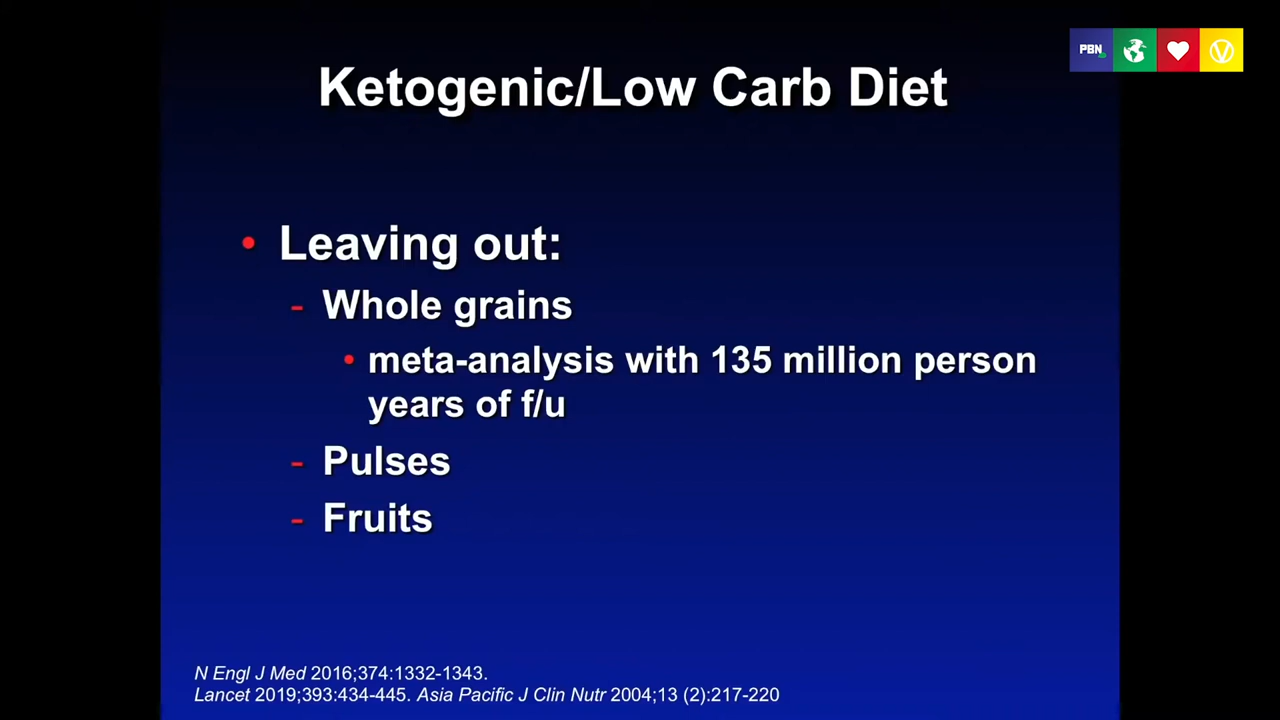 PBN
Ketogenic/Low Carb Diet
• Leaving out:
- Whole grains
• meta-analysis with 135 million person
years of f/u
- Pulses
- Fruits
N Engl J Med 2016;374:1332-1343.
Lancet 2019;393:434-445. Asia Pacific J Clin Nutr 2004;13 (2):217-220